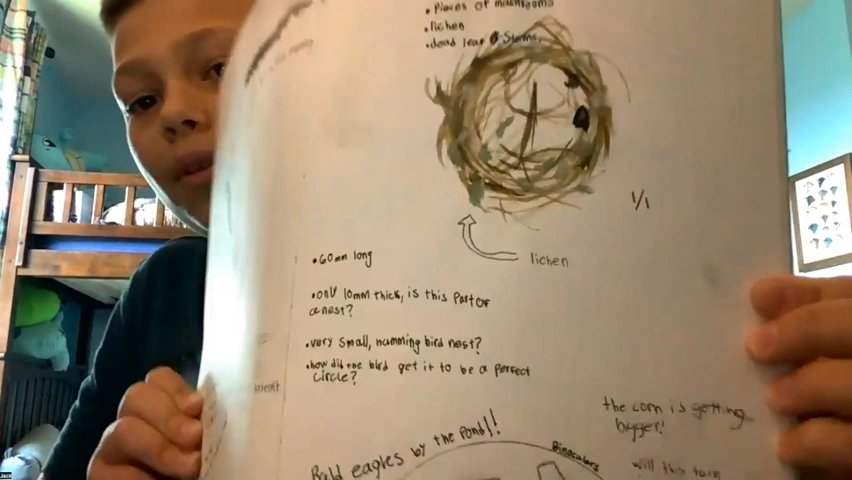 • Pieces of mushrooms
• lichen
• dead leaf & Stems
1/1
lichen
• 60mm long
• only 10mm thick, is this Part of
a nest?
• very small, humming bird nest?
• how did the bird get it to be a perfect
circle?
the corn is getting
bigger!
Bald eagles by the Pond!!
Binoculars
will this turn
Jack